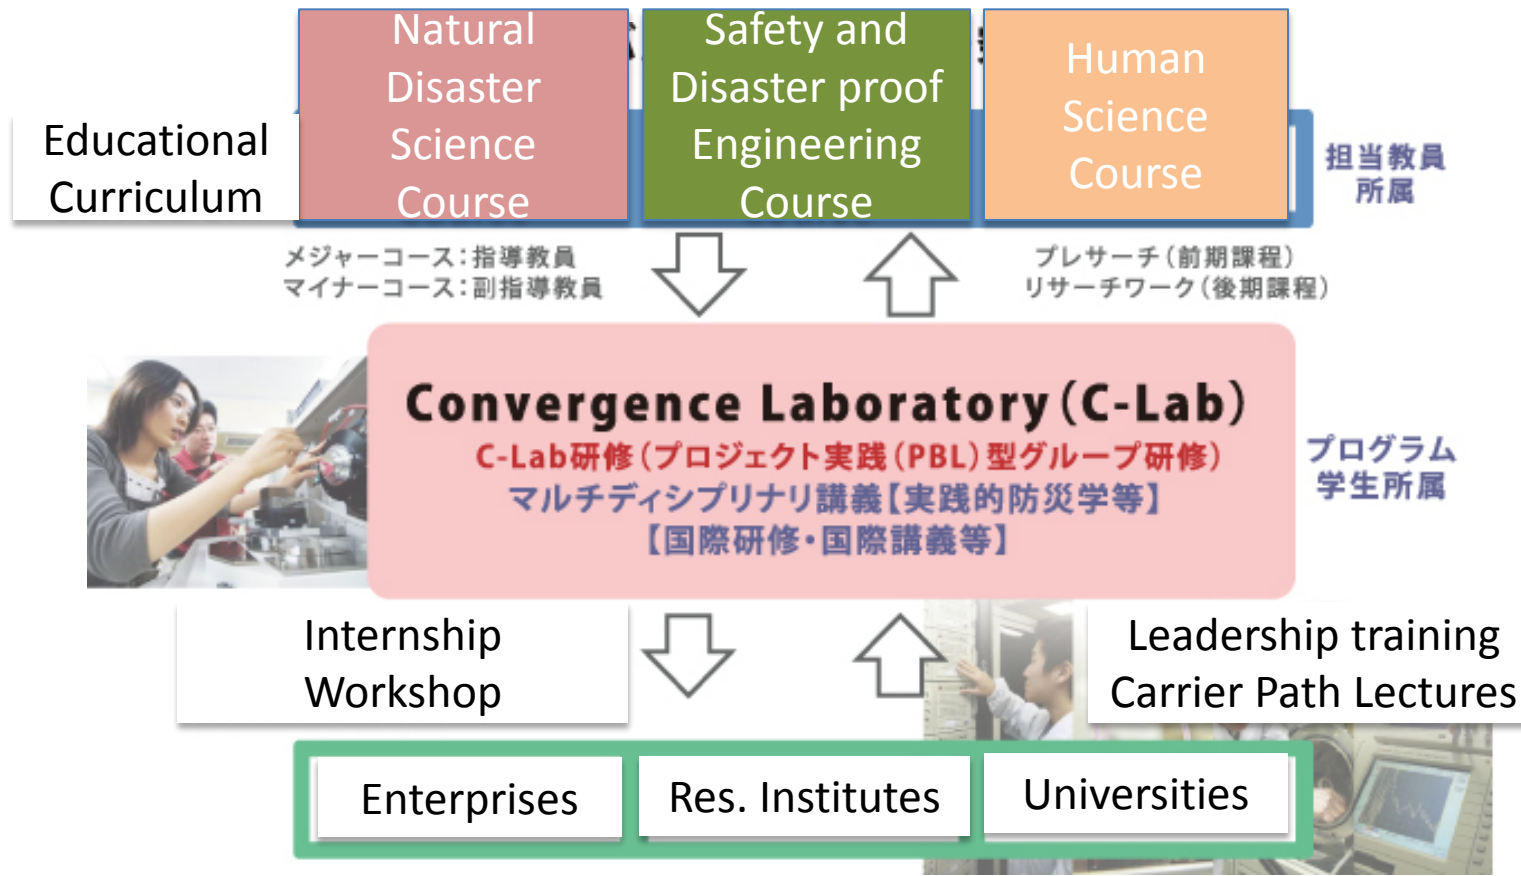 Natural
Disaster
Science
Course
Safety and
Disaster proof
Engineering
Course
Human
Science
Course
Educational
Curriculum
担当教員
所属
メジャーコース:指導教員
マイナーコース:副指導教員
プレサーチ(前期課程)
リサーチワーク(後期課程)
Convergence Laboratory(C-Lab)
C-Lab研修(プロジェクト実践(PBL)型グループ研修)
マルチディシプリナリ講義【実践的防災学等】
【国際研修・国際講義等】
プログラム
学生所属
Internship
Workshop
Leadership training
Carrier Path Lectures
Enterprises
Res. Institutes
Universities